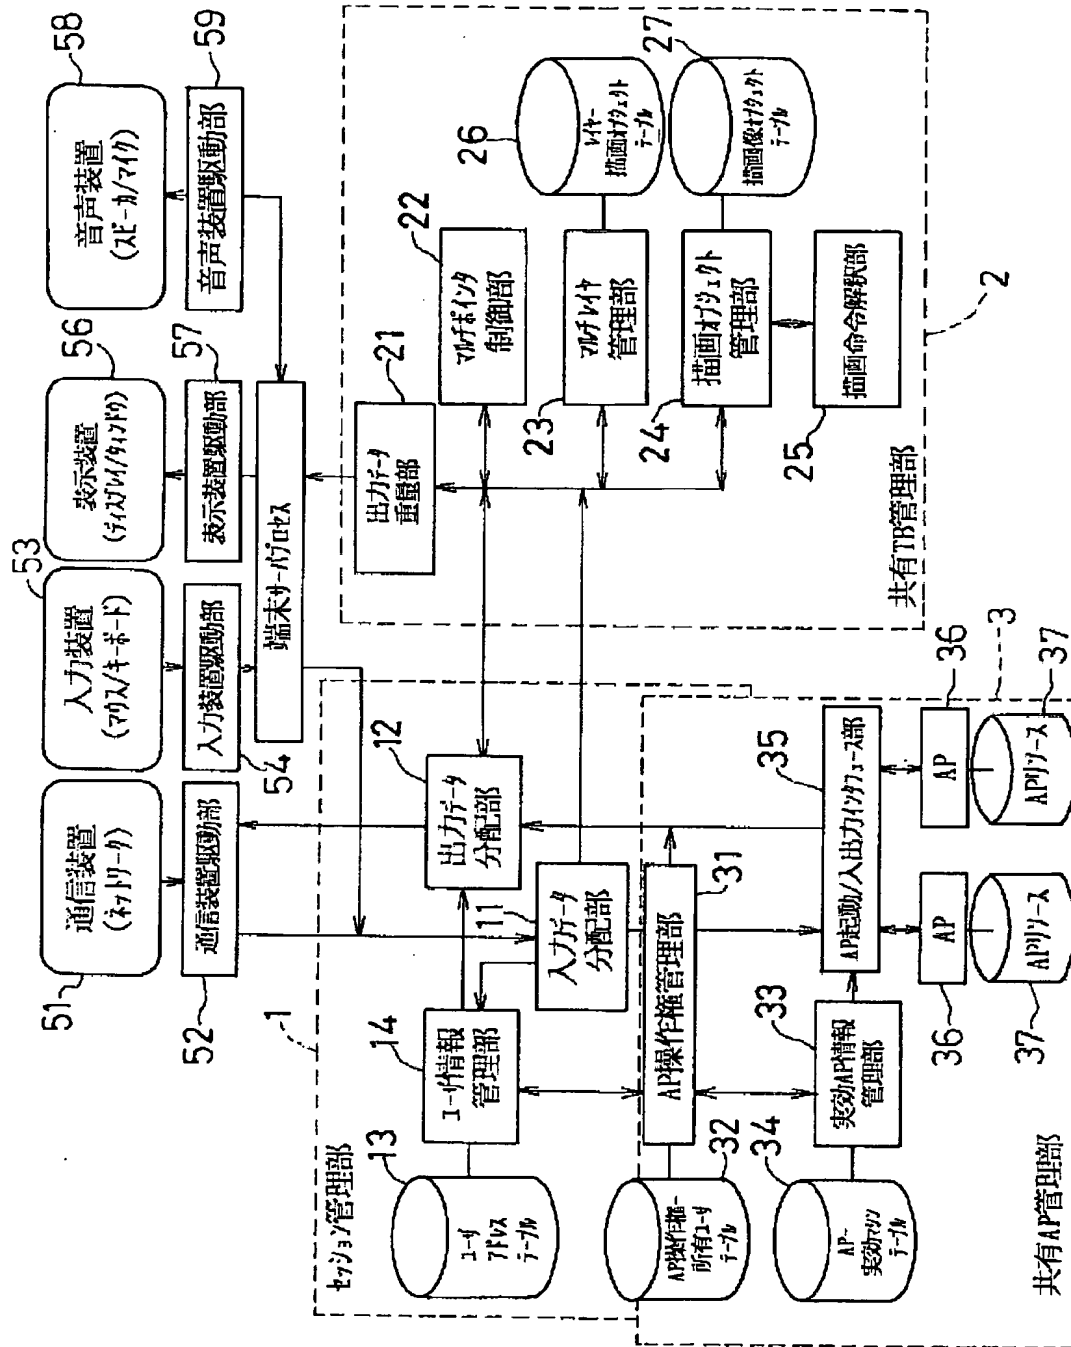 51
通信装置
(ネットワーク)
52
通信装置駆動部
53
入力装置
(マウス/キーボード)
54
入力装置駆動部
56
表示装置
(ディスプレイ/ウィンドウ)
57
表示装置駆動部
58
音声装置
(スピーカ/マイク)
59
音声装置駆動部
端末サーバプロセス
1
セッション管理部
11
入力データ
分配部
12
出力データ
分配部
13
ユーザ
アドレス
テーブル
14
ユーザ情報
管理部
2
共有TB管理部
21
出力データ
重量部
22
マルチポインタ
制御部
23
マルチレイヤ
管理部
24
描画オブジェクト
管理部
25
描画命令解釈部
26
レイヤー
描画オブジェクト
テーブル
27
描画像オブジェクト
テーブル
3
共有AP管理部
31
AP操作権管理部
32
AP操作権-
所有ユーザ
テーブル
33
実効AP情報
管理部
34
AP-
実効マシン
テーブル
35
AP起動/入出力インタフェース部
36
AP
37
APリソース
36
AP
37
APリソース